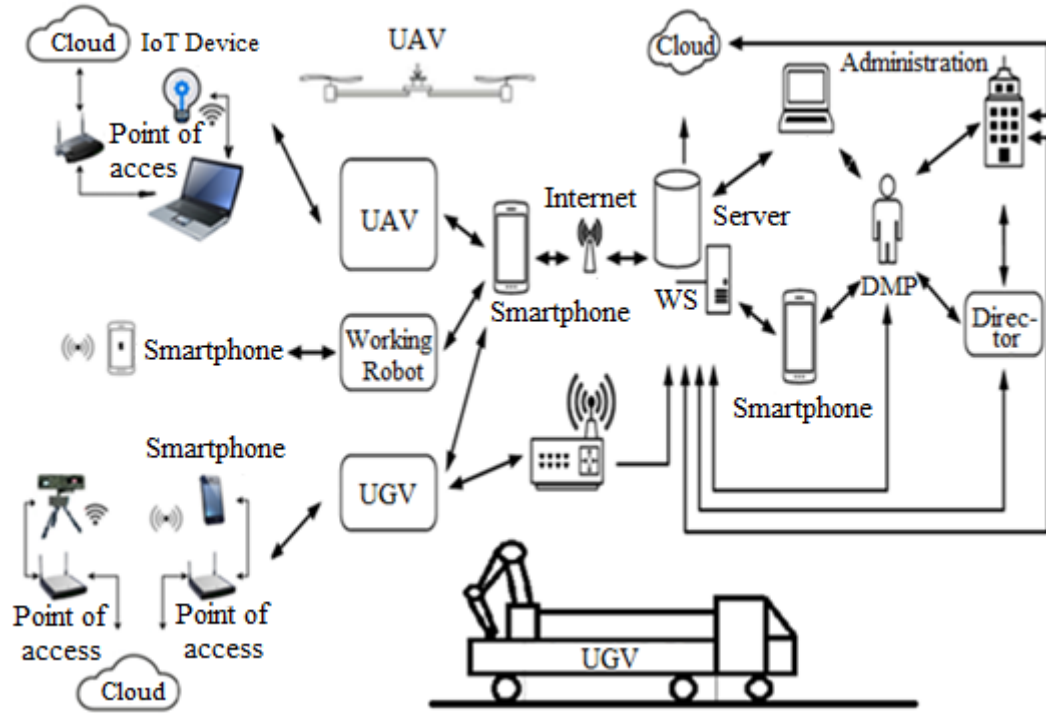 Cloud
IoT Device
UAV
Cloud
Administration
Point of
acces
UAV
Internet
Server
WS
DMP
Smartphone
Smartphone
Working
Robot
Direc-
tor
Smartphone
Smartphone
UGV
Point of
access
Point of
access
Cloud
UGV